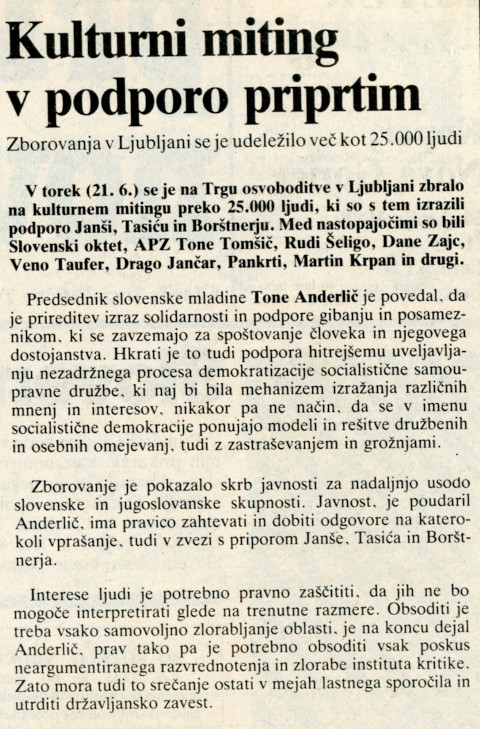 Kulturni miting
v podporo priprtim
Zborovanja v Ljubljani se je udeležilo več kot 25.000 ljudi
V torek (21. 6.) se je na Trgu osvoboditve v Ljubljani zbralo
na kulturnem mitingu preko 25.000 ljudi, ki so s tem izrazili
podporo Janši, Tasiću in Borštnerju. Med nastopajočimi so bili
Slovenski oktet, APZ Tone Tomšič, Rudi Šeligo, Dane Zajc,
Veno Taufer, Drago Jančar, Pankrti, Martin Krpan in drugi.
Predsednik slovenske mladine Tone Anderlič je povedal, da
je prireditev izraz solidarnosti in podpore gibanju in posamez-
nikom, ki se zavzemajo za spoštovanje človeka in njegovega
dostojanstva. Hkrati je to tudi podpora hitrejšemu uveljavlja-
nju nezadržnega procesa demokratizacije socialistične samou-
pravne družbe, ki naj bi bila mehanizem izražanja različnih
mnenj in interesov, nikakor pa ne način, da se v imenu
socialistične demokracije ponujajo modeli in rešitve družbenih
in osebnih omejevanj, tudi z zastraševanjem in grožnjami.
Zborovanje je pokazalo skrb javnosti za nadaljnjo usodo
slovenske in jugoslovanske skupnosti. Javnost, je poudaril
Anderlič, ima pravico zahtevati in dobiti odgovore na katero-
koli vprašanje, tudi v zvezi s priporom Janše, Tasića in Boršt-
nerja.
Interese ljudi je potrebno pravno zaščititi, da jih ne bo
mogoče interpretirati glede na trenutne razmere. Obsoditi je
treba vsako samovoljno zlorabljanje oblasti, je na koncu dejal
Anderlič, prav tako pa je potrebno obsoditi vsak poskus
neargumentiranega razvrednotenja in zlorabe instituta kritike.
Zato mora tudi to srečanje ostati v mejah lastnega sporočila in
utrditi državljansko zavest.